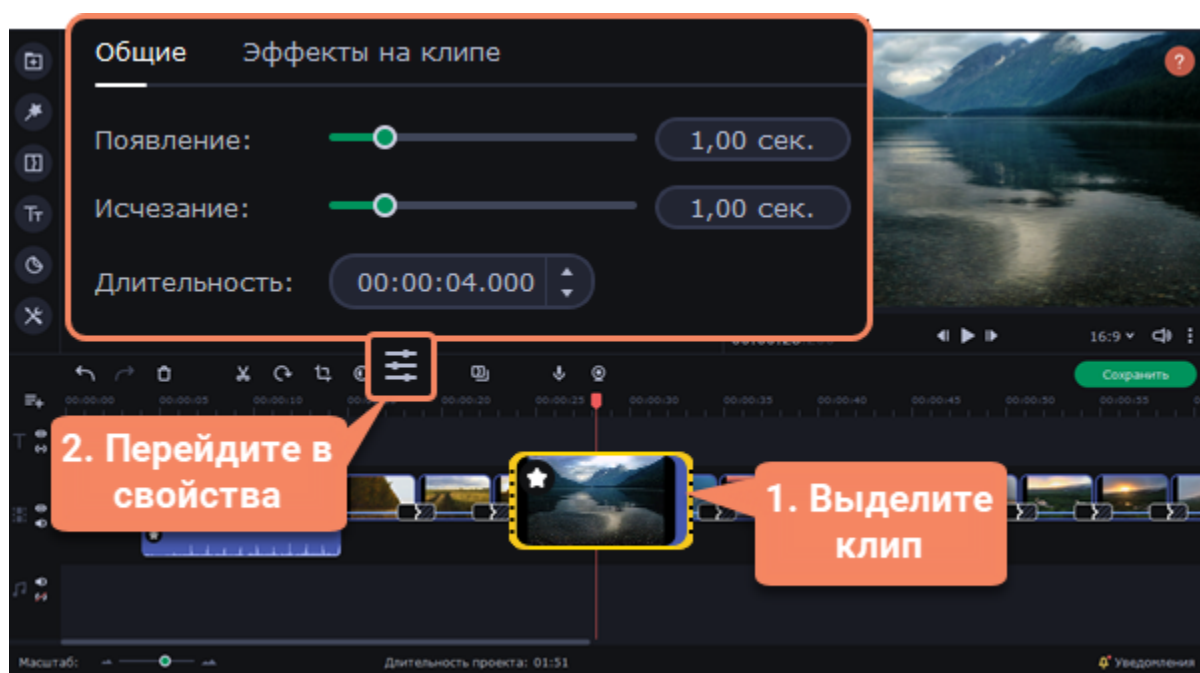 Общие Эффекты на клипе
Появление: 1,00 сек.
Исчезание: 1,00 сек.
Длительность: 00:00:04.000
?
16:9
Сохранить
00:00:00 00:00:05 00:00:10 00:00:20 00:00:25 00:00:30 00:00:35 00:00:40 00:00:45 00:00:50 00:00:55
2. Перейдите в
свойства
1. Выделите
клип
Масштаб: Длительность проекта: 01:51 Уведомления